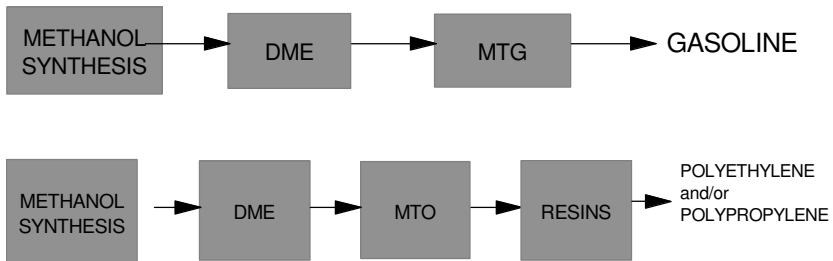 METHANOL
SYNTHESIS
DME
MTG
GASOLINE
METHANOL
SYNTHESIS
DME
MTO
RESINS
POLYETHYLENE
and/or
POLYPROPYLENE